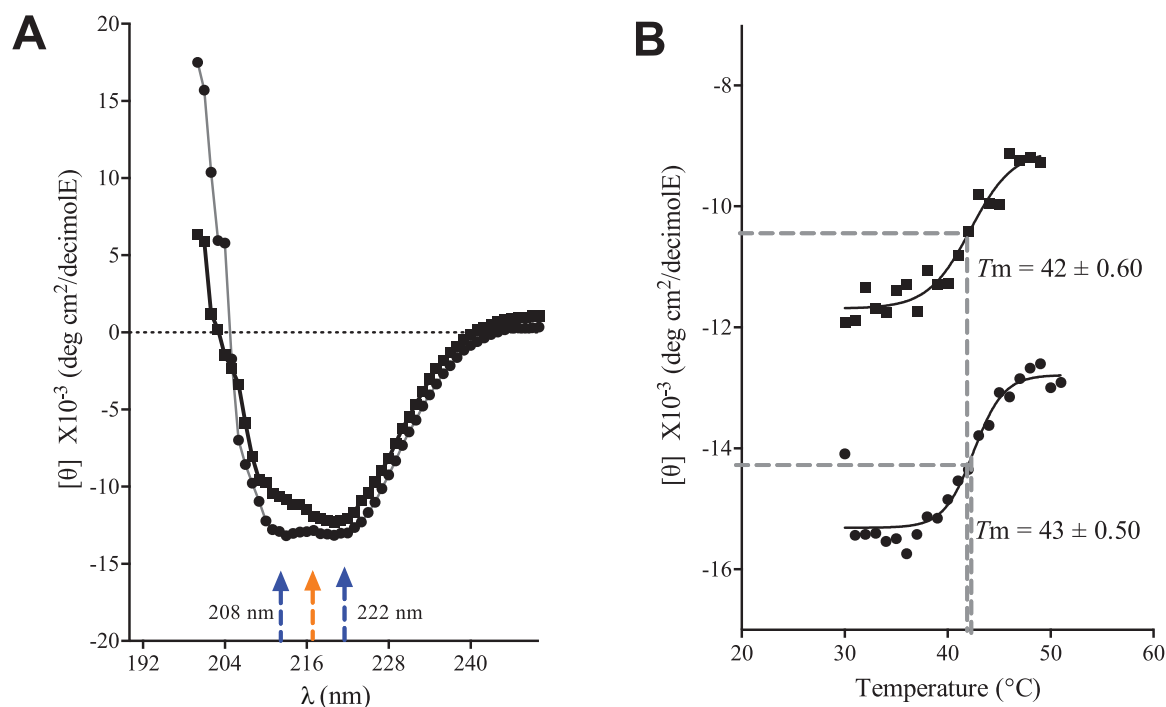 A
20
15
10
5
0
-5
-10
-15
-20
[θ] X10⁻³ (deg cm²/decimolE)
208 nm
222 nm
192 204 216 228 240
λ (nm)
B
-8
-10
-12
-14
-16
[θ] X10⁻³ (deg cm²/decimolE)
Tm = 42 ± 0.60
Tm = 43 ± 0.50
20 30 40 50 60
Temperature (°C)